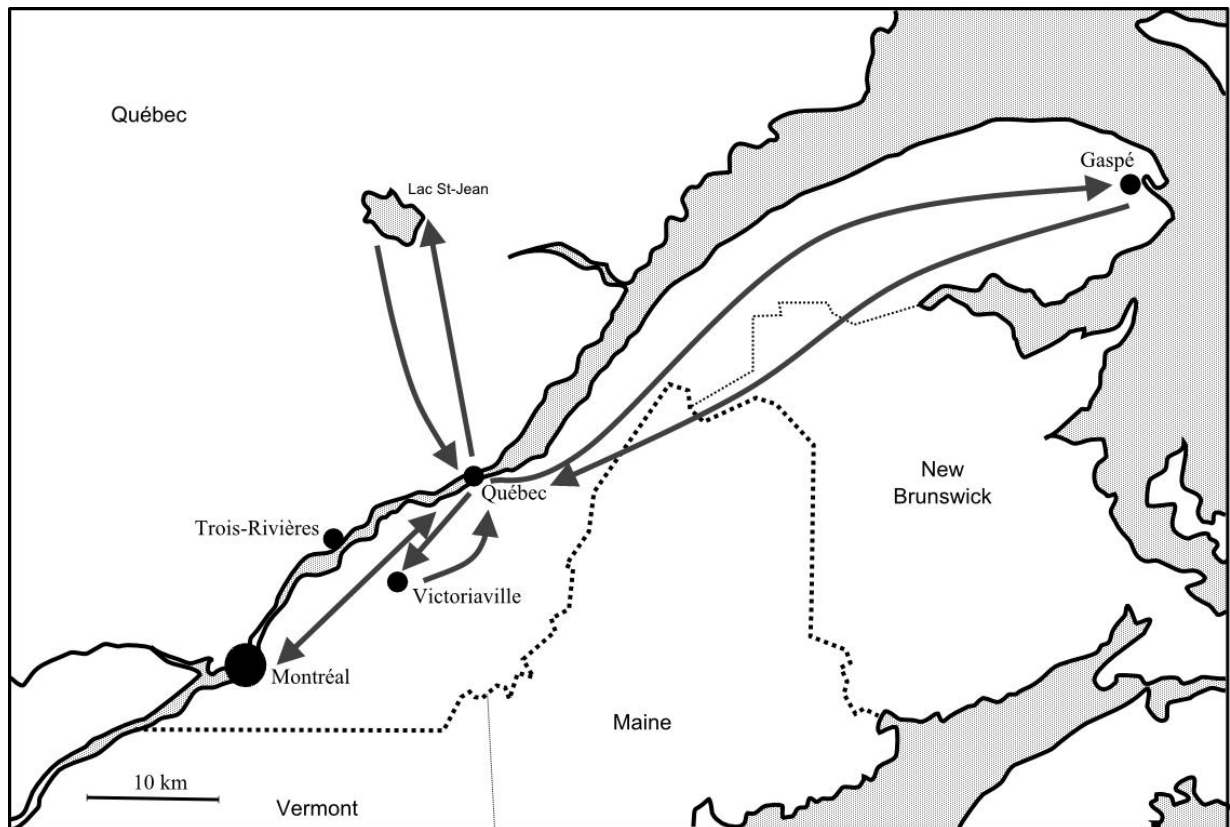 Québec
Gaspé
Lac St-Jean
Québec
New
Brunswick
Trois-Rivières
Victoriaville
Montréal
Maine
10 km
Vermont